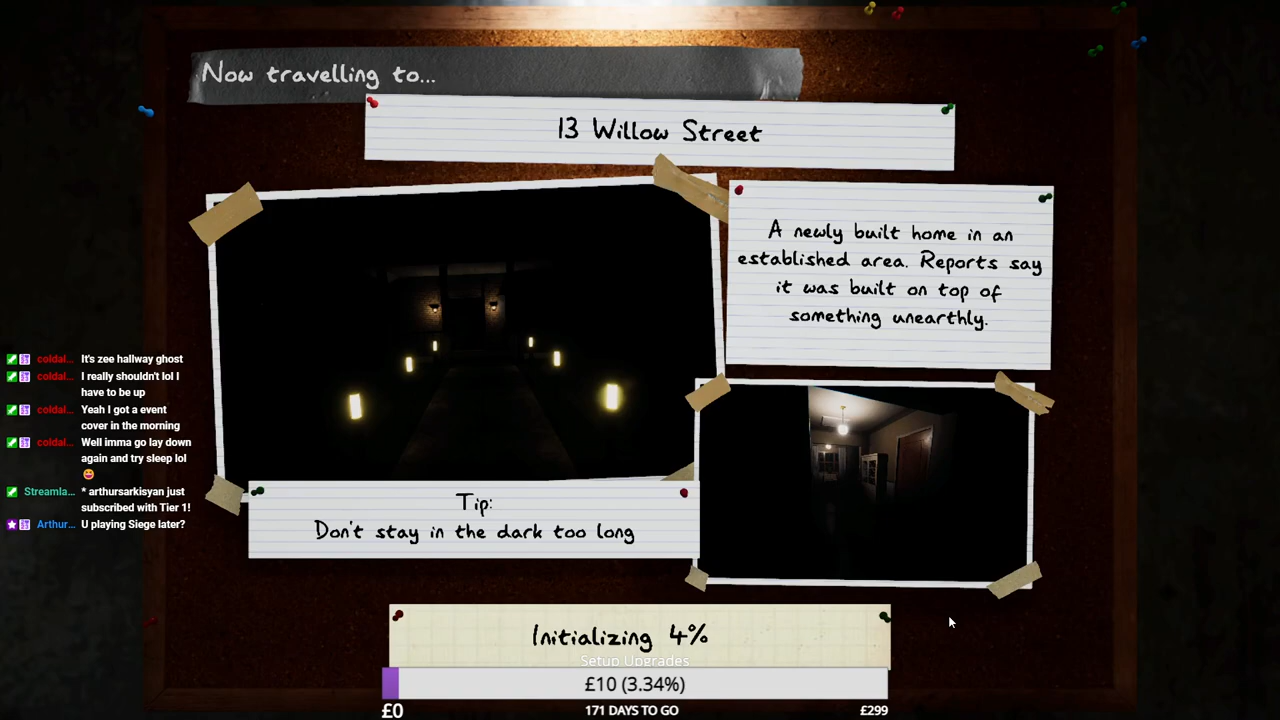 Now travelling to...
13 Willow Street
A newly built home in an
established area. Reports say
it was built on top of
something unearthly.
coldal... It's zee hallway ghost
coldal... I really shouldn't lol I
have to be up
coldal... Yeah I got a event
cover in the morning
coldal... Well imma go lay down
again and try sleep lol
😀
Streamla... * arthursarkisyan just
subscribed with Tier 1!
Arthur... U playing Siege later?
Tip:
Don't stay in the dark too long
Initializing 4%
Setup Upgrades
£10 (3.34%)
£0 171 DAYS TO GO £299